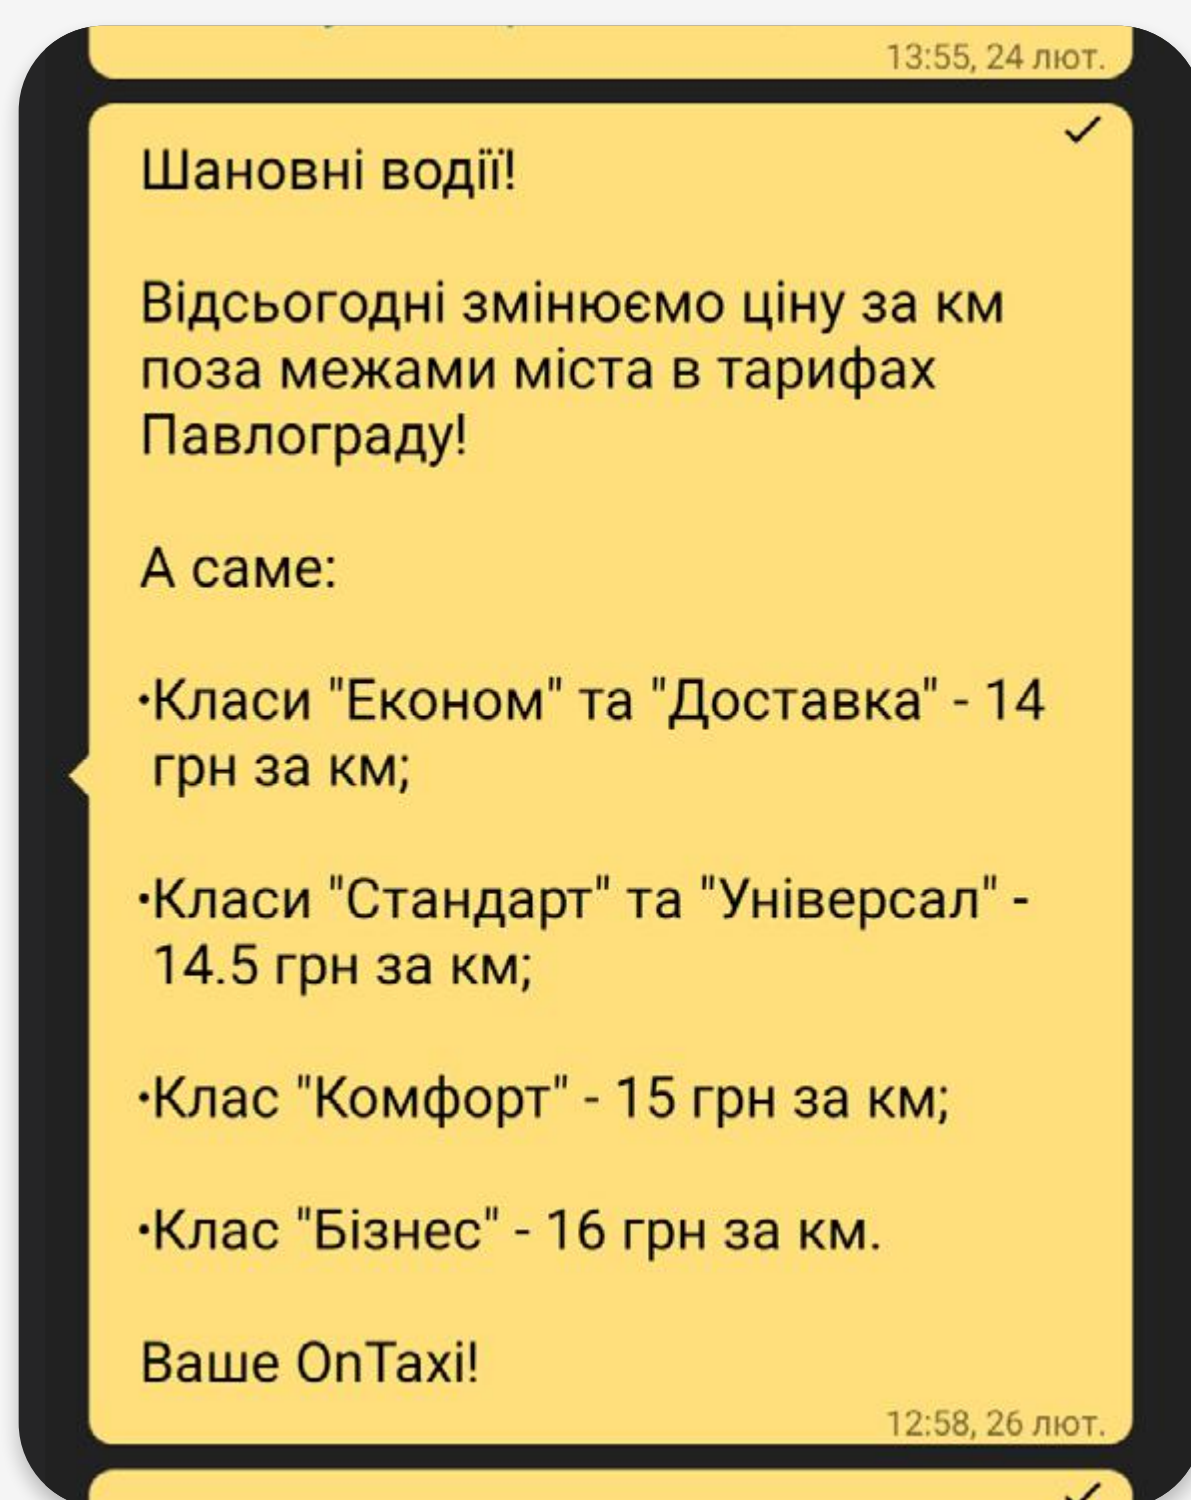 13:55, 24 лют.
Шановні водії!
Відсьогодні змінюємо ціну за км
поза межами міста в тарифах
Павлограду!
А саме:
·Класи "Економ" та "Доставка" - 14
грн за км;
·Класи "Стандарт" та "Універсал" -
14.5 грн за км;
·Клас "Комфорт" - 15 грн за км;
·Клас "Бізнес" - 16 грн за км.
Ваше OnTaxi!
12:58, 26 лют.